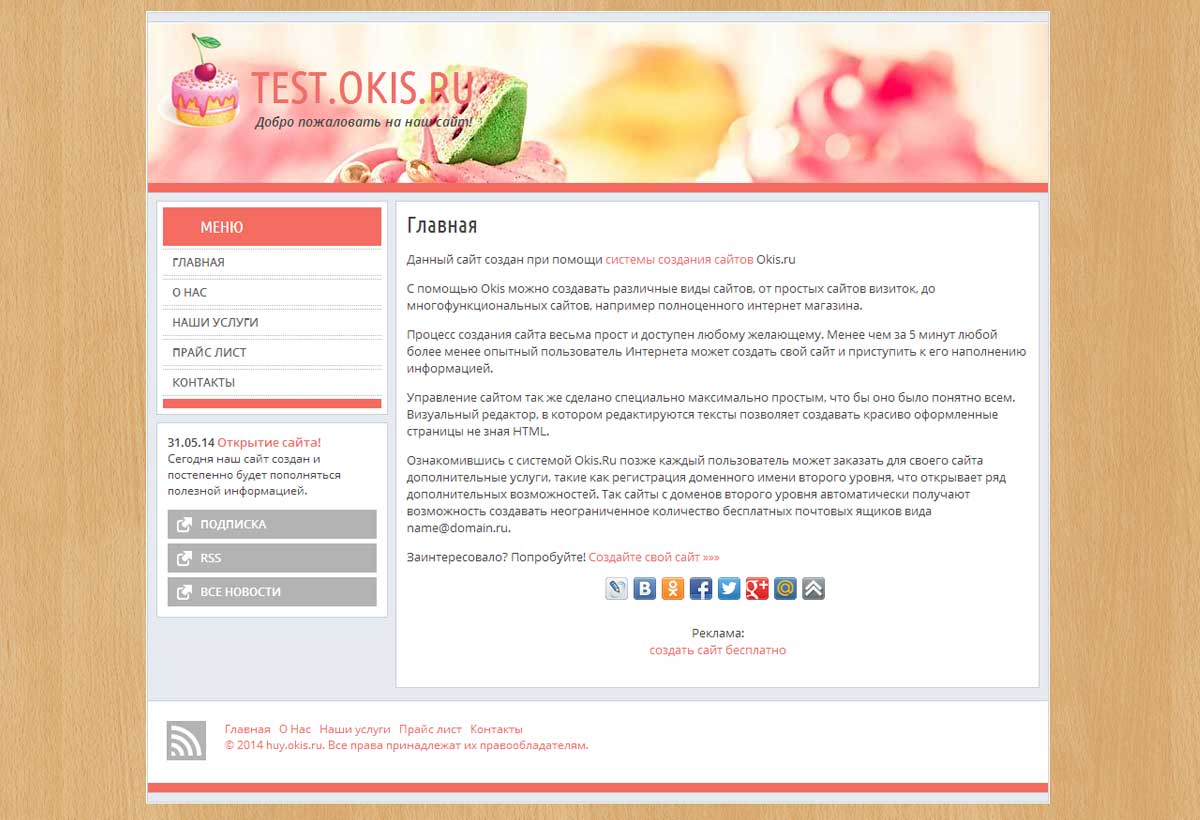 TEST.OKIS.RU
Добро пожаловать на наш сайт!
МЕНЮ
ГЛАВНАЯ
О НАС
НАШИ УСЛУГИ
ПРАЙС ЛИСТ
КОНТАКТЫ
31.05.14 Открытие сайта!
Сегодня наш сайт создан и
постепенно будет пополняться
полезной информацией.
ПОДПИСКА
RSS
ВСЕ НОВОСТИ
Главная
Данный сайт создан при помощи системы создания сайтов Okis.ru
С помощью Okis можно создавать различные виды сайтов, от простых сайтов визиток, до
многофункциональных сайтов, например полноценного интернет магазина.
Процесс создания сайта весьма прост и доступен любому желающему. Менее чем за 5 минут любой
более менее опытный пользователь Интернета может создать свой сайт и приступить к его наполнению
информацией.
Управление сайтом так же сделано специально максимально простым, что бы оно было понятно всем.
Визуальный редактор, в котором редактируются тексты позволяет создавать красиво оформленные
страницы не зная HTML.
Ознакомившись с системой Okis.Ru позже каждый пользователь может заказать для своего сайта
дополнительные услуги, такие как регистрация доменного имени второго уровня, что открывает ряд
дополнительных возможностей. Так сайты с доменов второго уровня автоматически получают
возможность создавать неограниченное количество бесплатных почтовых ящиков вида
name@domain.ru.
Заинтересовало? Попробуйте! Создайте свой сайт »»»
Реклама:
создать сайт бесплатно
Главная О Нас Наши услуги Прайс лист Контакты
© 2014 huy.okis.ru. Все права принадлежат их правообладателям.